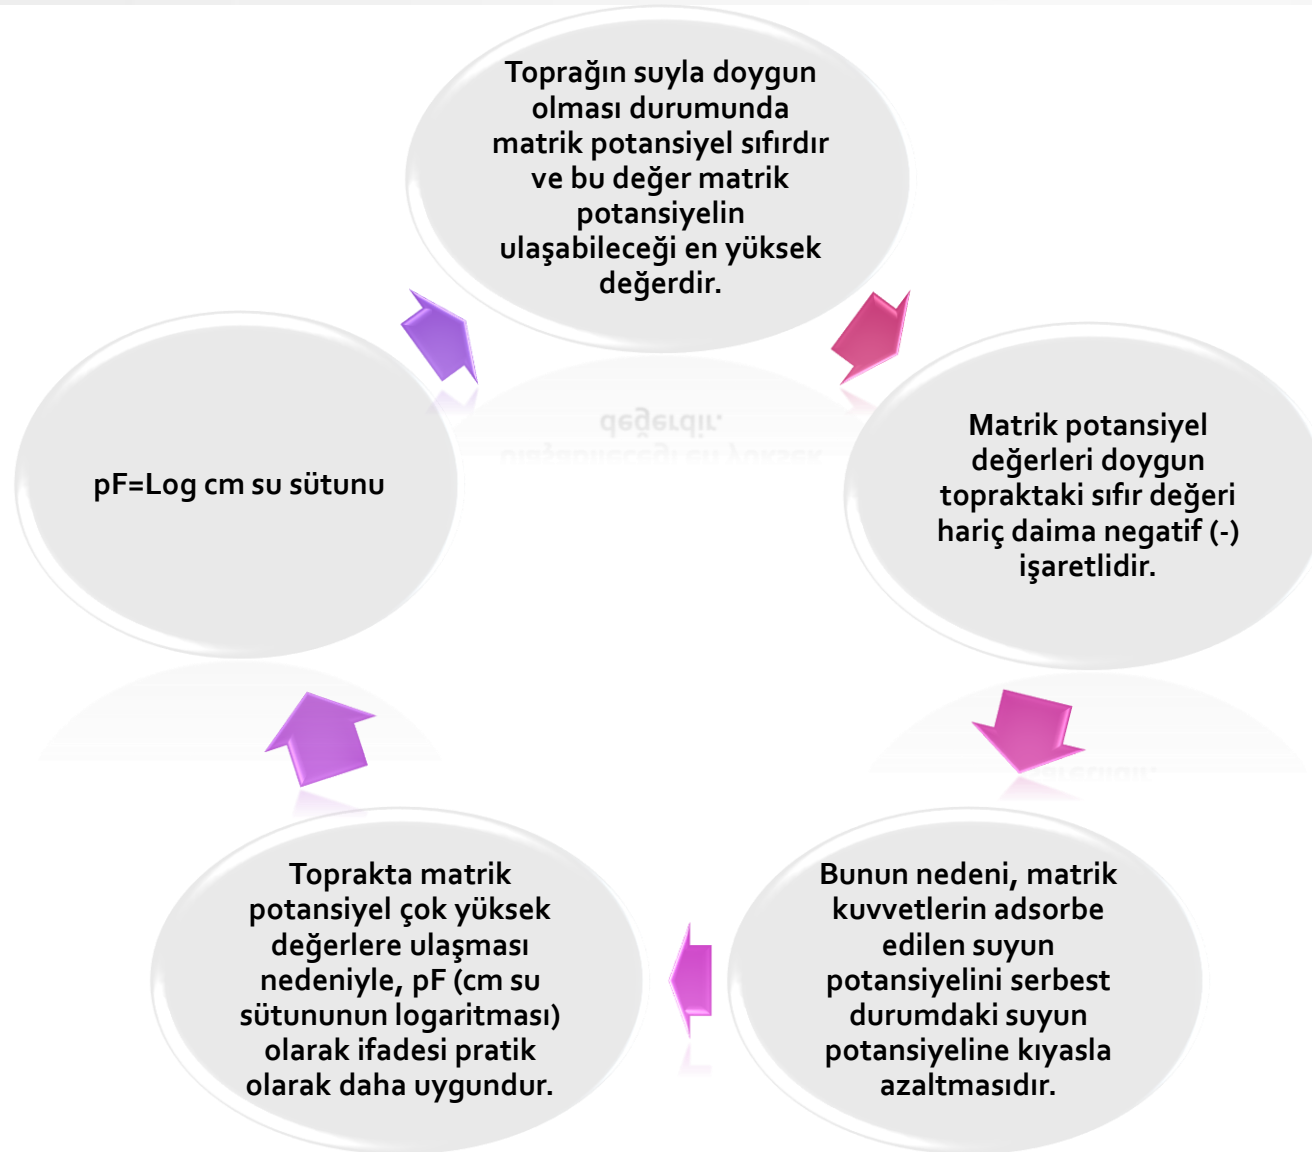 Toprağın suyla doygun
olması durumunda
matrik potansiyel sıfırdır
ve bu değer matrik
potansiyelin
ulaşabileceği en yüksek
değerdir.
Matrik potansiyel
değerleri doygun
topraktaki sıfır değeri
hariç daima negatif (-)
işaretlidir.
Bunun nedeni, matrik
kuvvetlerin adsorbe
edilen suyun
potansiyelini serbest
durumdaki suyun
potansiyeline kıyasla
azaltmasıdır.
Toprakta matrik
potansiyel çok yüksek
değerlere ulaşması
nedeniyle, pF (cm su
sütununun logaritması)
olarak ifadesi pratik
olarak daha uygundur.
pF=Log cm su sütunu